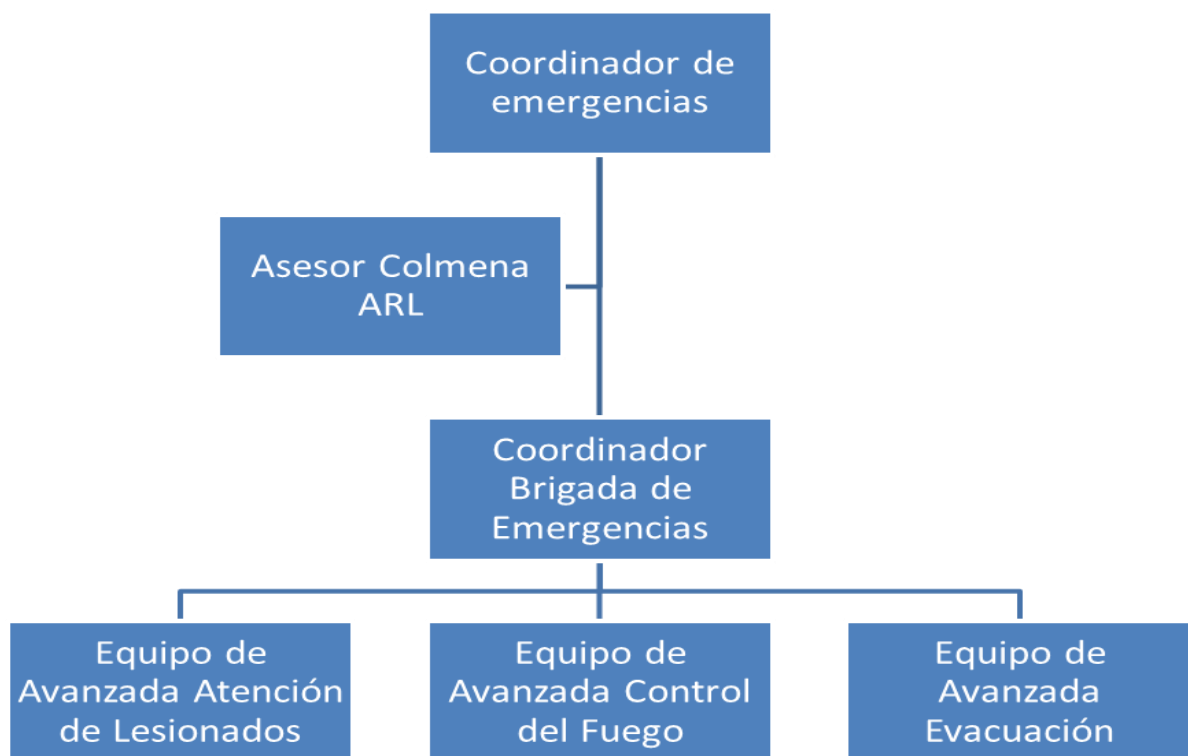 Coordinador de
emergencias
Asesor Colmena
ARL
Coordinador
Brigada de
Emergencias
Equipo de
Avanzada Atención
de Lesionados
Equipo de
Avanzada Control
del Fuego
Equipo de
Avanzada
Evacuación